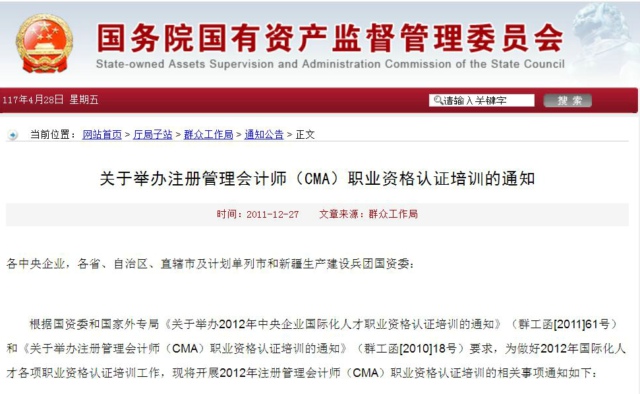 国务院国有资产监督管理委员会
State-owned Assets Supervision and Administration Commission of the State Council
117年4月28日 星期五
请输入关键字
搜 索
当前位置： 网站首页 > 厅局子站 > 群众工作局 > 通知公告 > 正文
关于举办注册管理会计师（CMA）职业资格认证培训的通知
时间：2011-12-27 文章来源：群众工作局
各中央企业，各省、自治区、直辖市及计划单列市和新疆生产建设兵团国资委：
根据国资委和国家外专局《关于举办2012年中央企业国际化人才职业资格认证培训的通知》（群工函[2011]61号）
和《关于举办注册管理会计师（CMA）职业资格认证培训的通知》（群工函[2010]18号）要求，为做好2012年国际化人
才各项职业资格认证培训工作，现将开展2012年注册管理会计师（CMA）职业资格认证培训的相关事项通知如下：